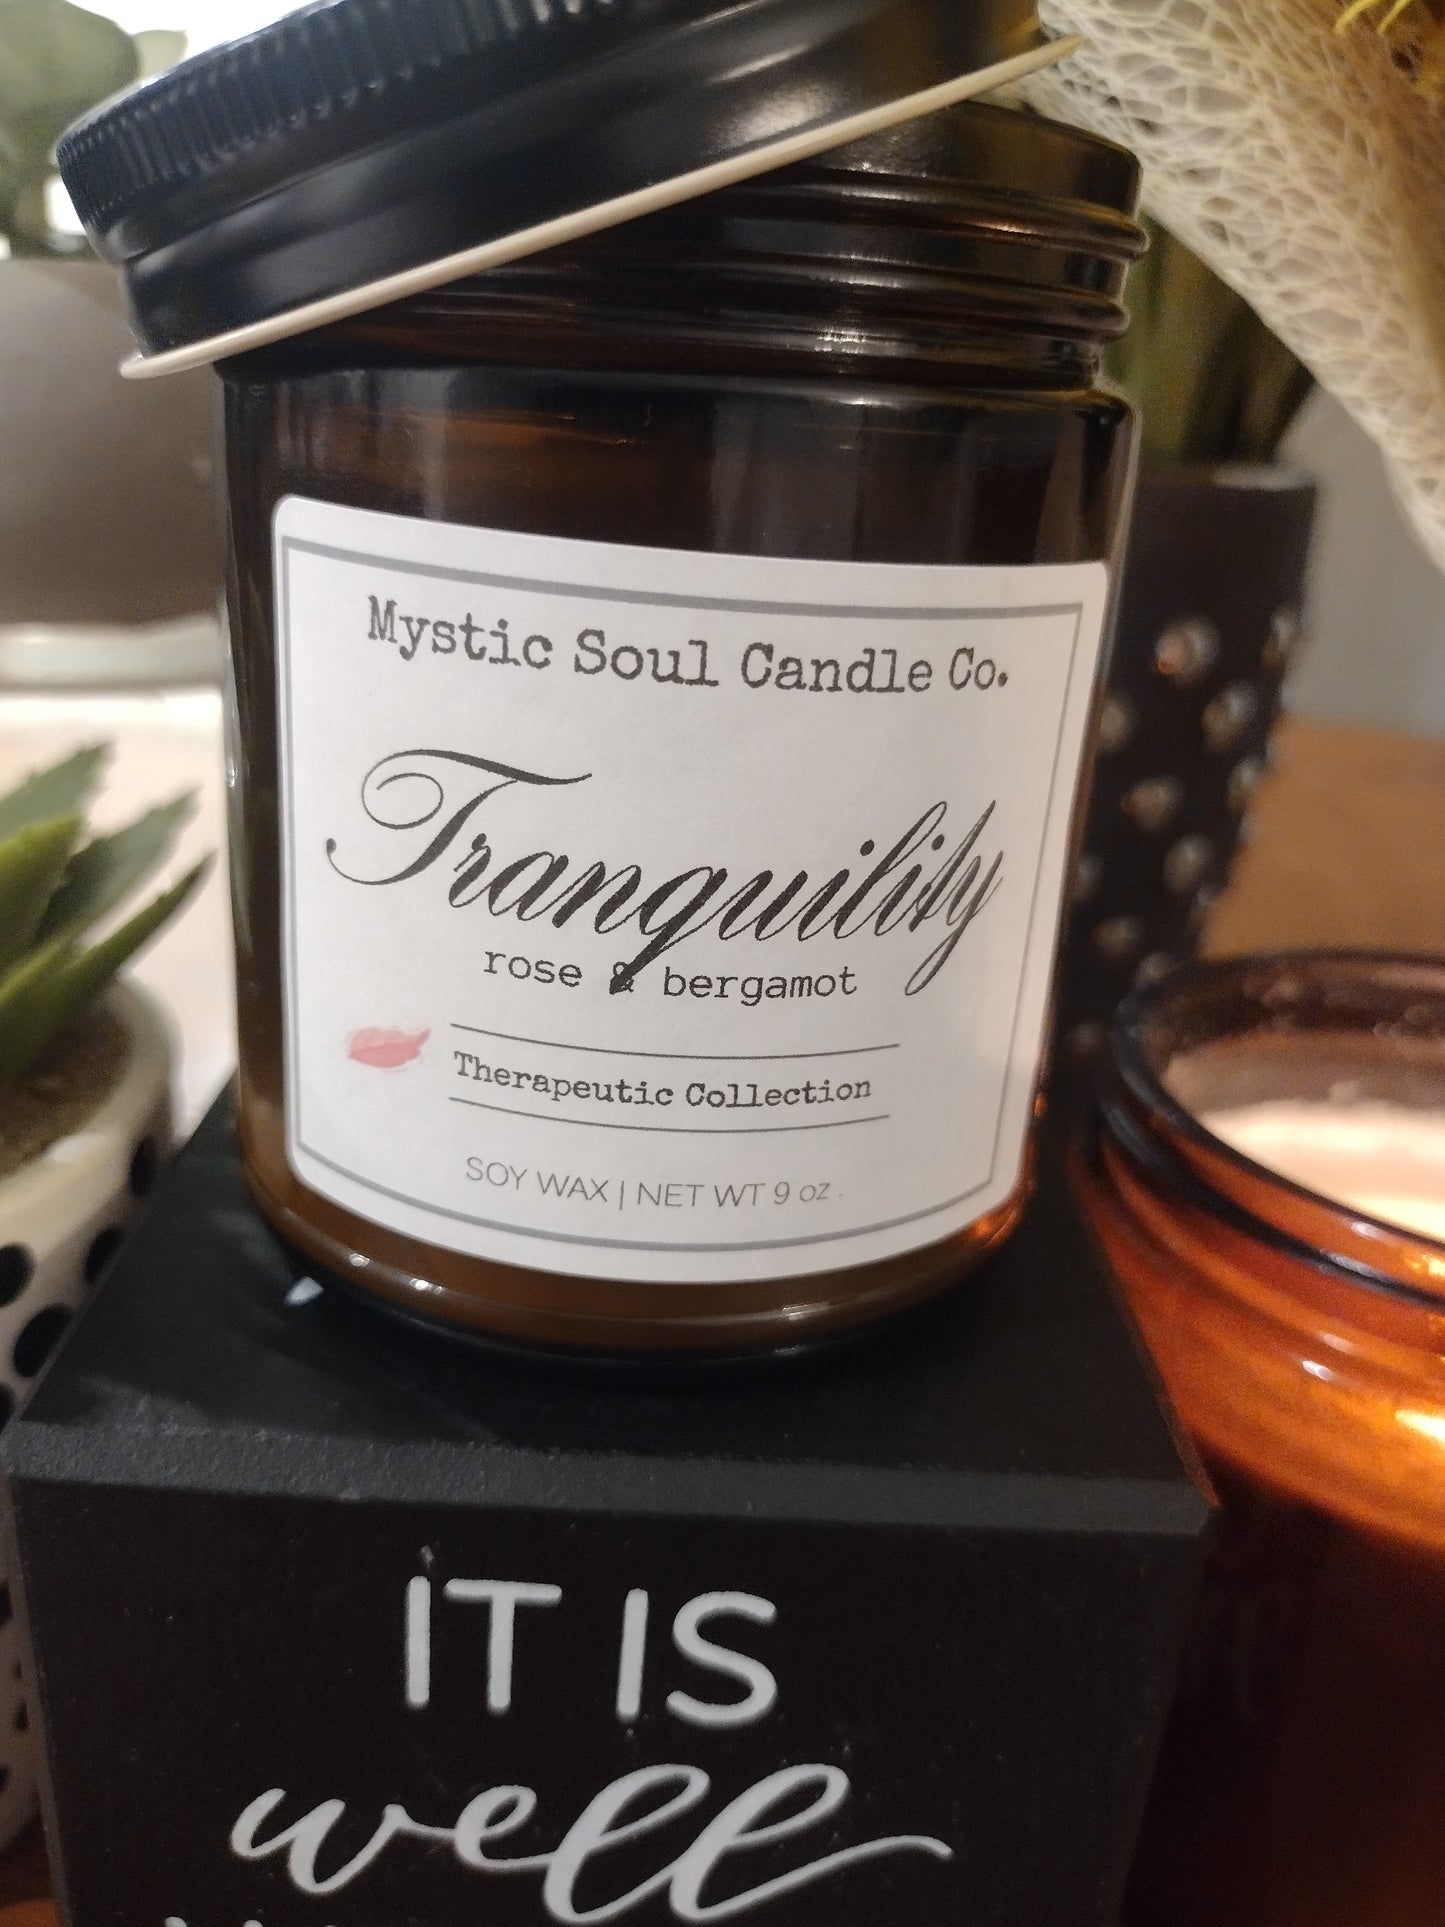 Mystic Soul Candle Co.
Tranquility
rose & bergamot
Therapeutic Collection
SOY WAX | NET WT 9 oz.
IT IS
well